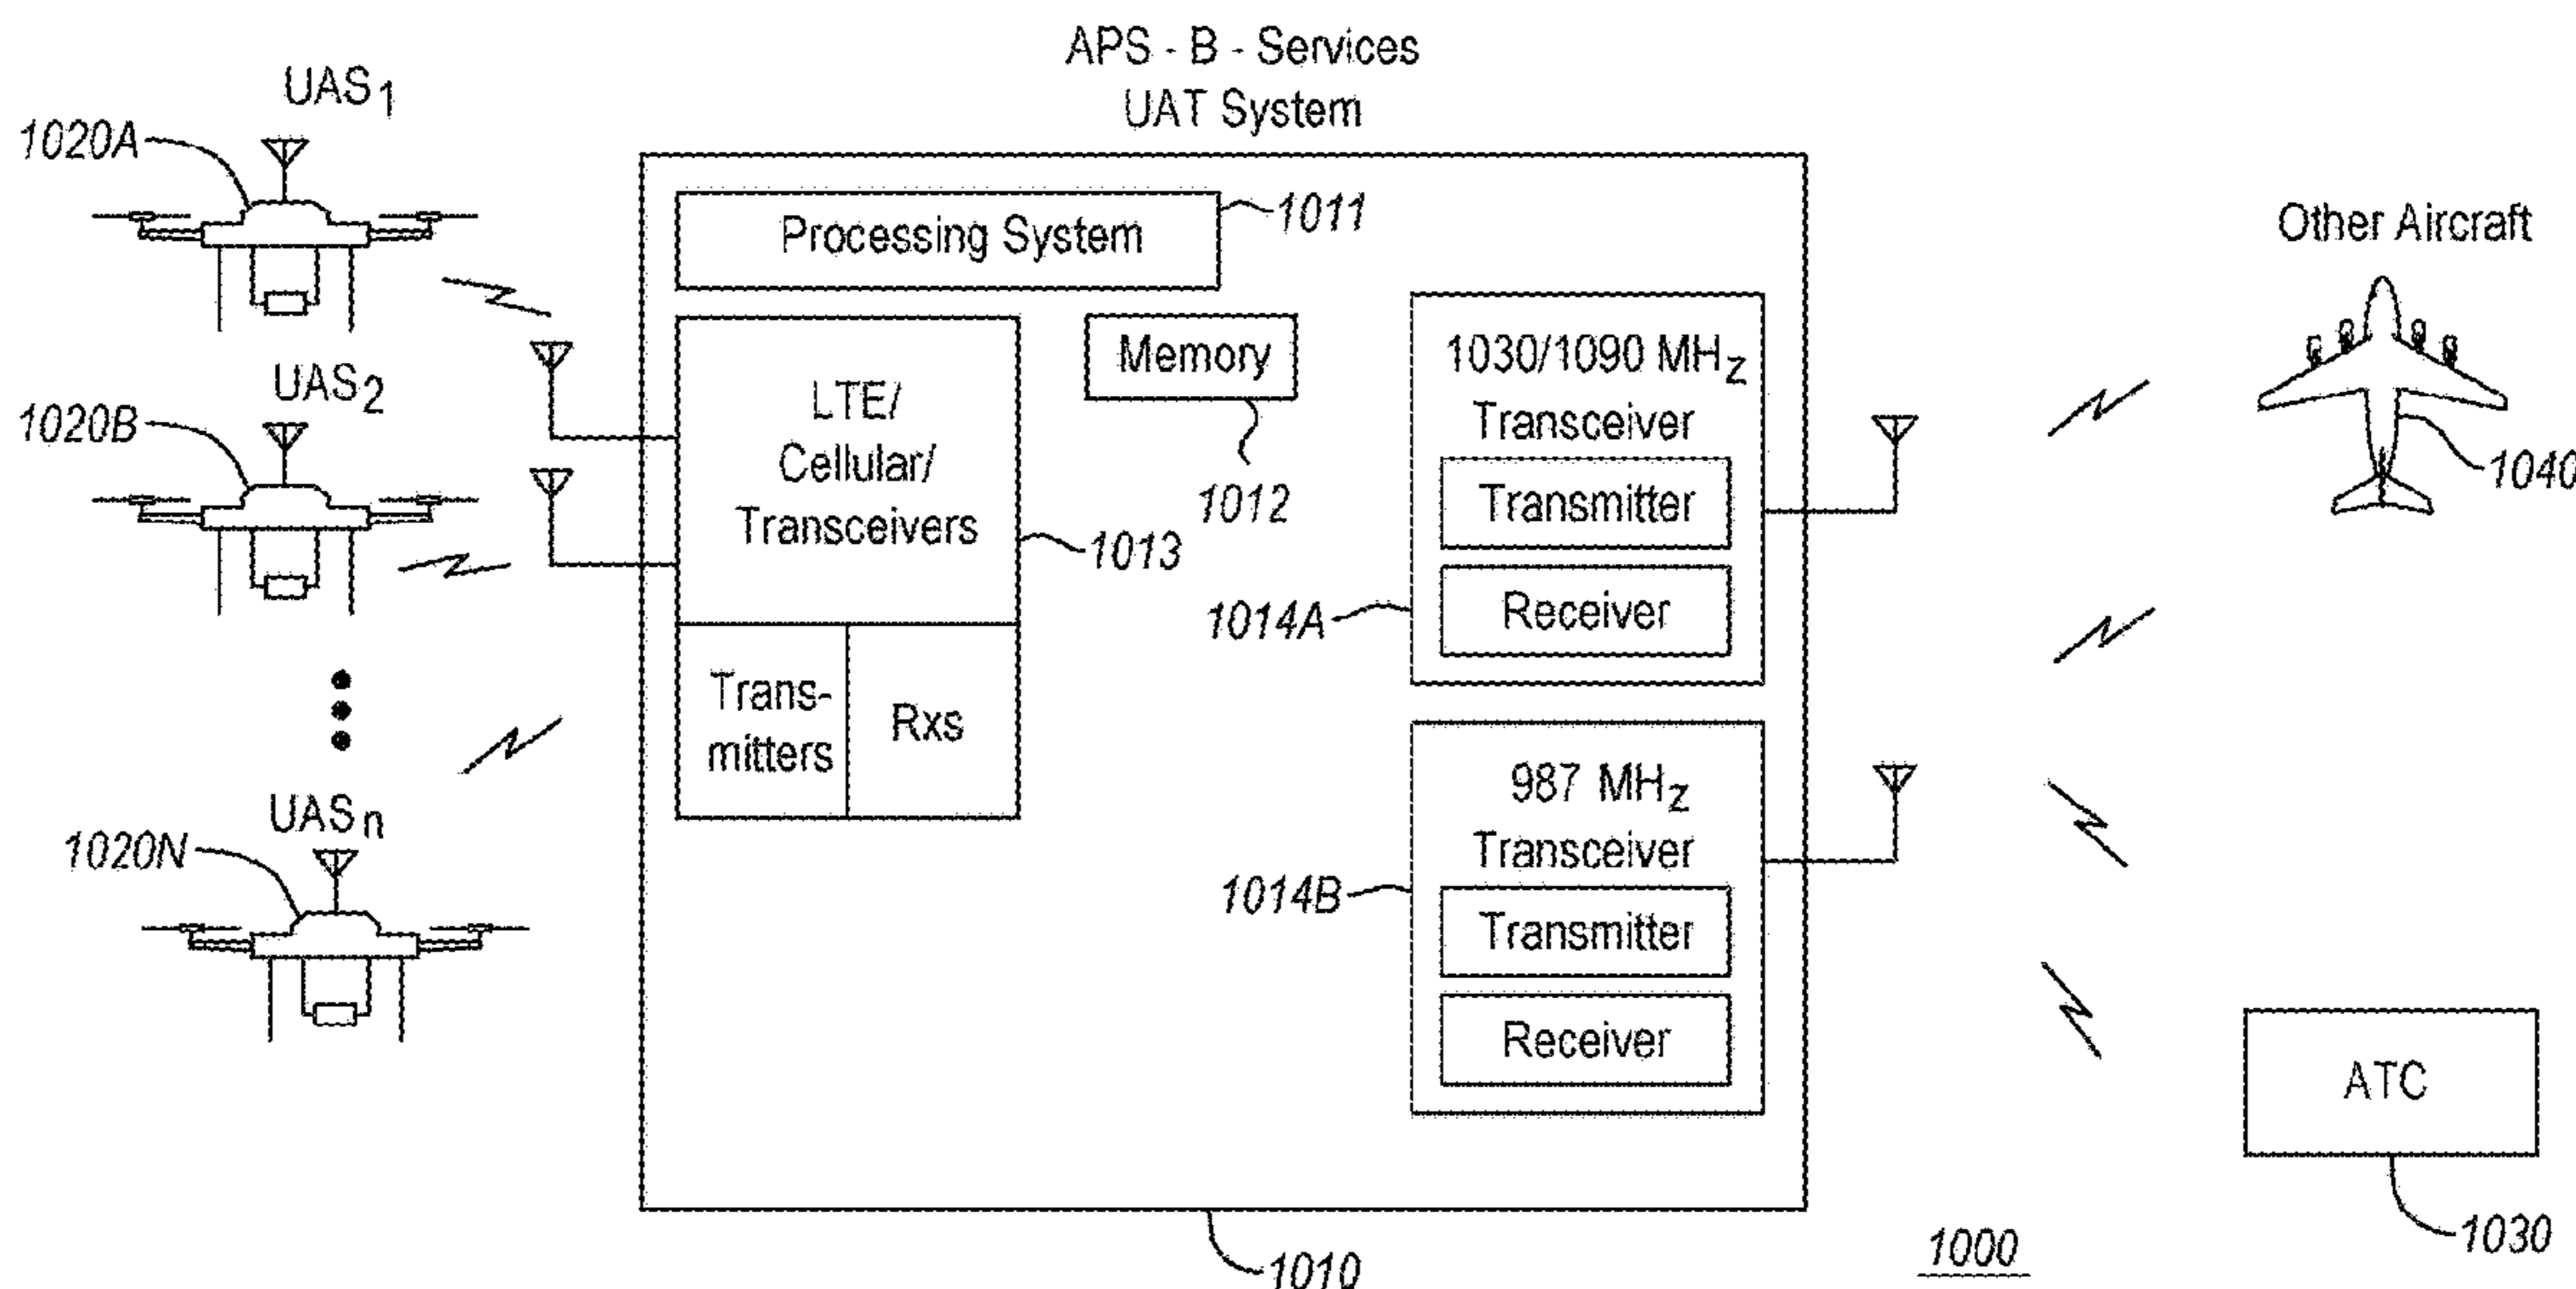 APS - B - Services
UAT System
UAS1
1020A
UAS2
1020B
UASn
1020N
Processing System
1011
Memory
1012
LTE/
Cellular/
Transceivers
1013
Trans-
mitters
Rxs
1030/1090 MHz
Transceiver
Transmitter
Receiver
1014A
987 MHz
Transceiver
Transmitter
Receiver
1014B
1010
Other Aircraft
1040
ATC
1030
1000